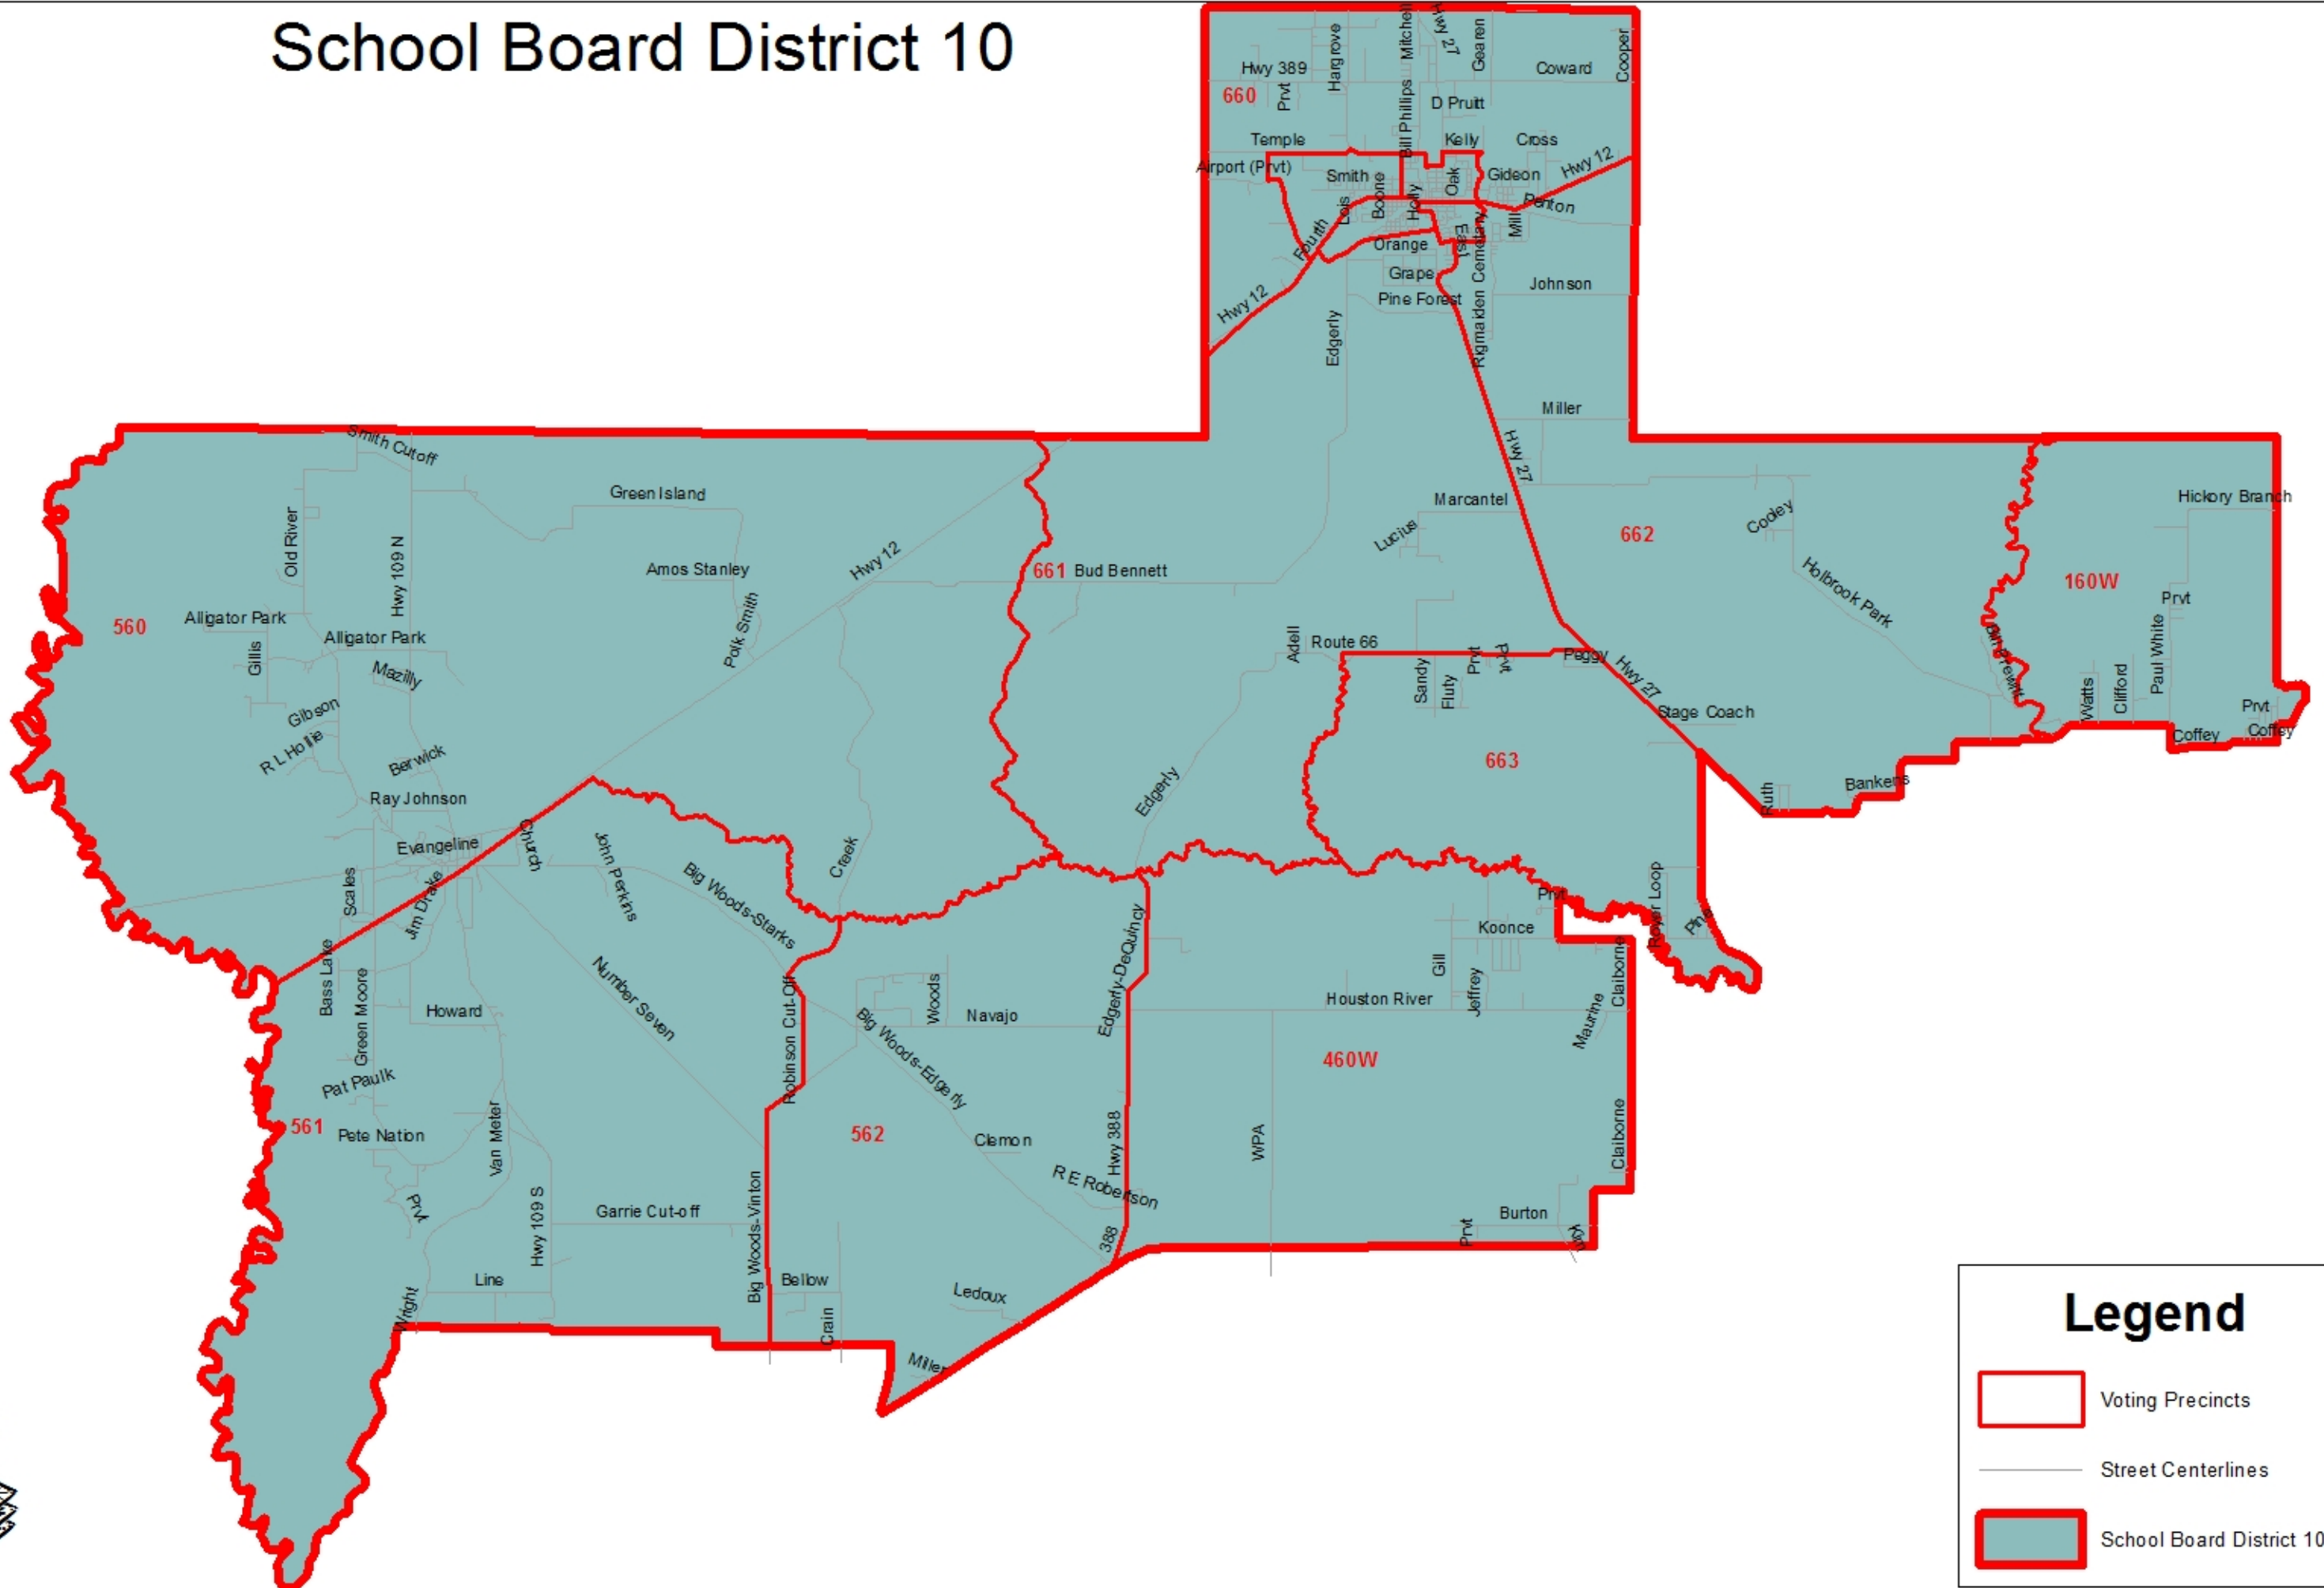 School Board District 10
Hargrove
Mitchell
Hwy 27
Gearen
Cooper
Hwy 389
Coward
660
Prvt
Bill Phillips
D Pruitt
Temple
Kelly
Cross
Airport (Prvt)
Smith
Boone
Holly
Oak
Gideon
Hwy 12
Lois
Perton
Mill
Fourth
Orange
East
Rigmaiden Cemetary
Grape
Johnson
Hwy 12
Pine Forest
Edgerly
Miller
Smith Cutoff
Hwy 27
Green Island
Marcantel
Hickory Branch
Old River
Hwy 109 N
Lucius
662
Cooley
Amos Stanley
Hwy 12
661
Bud Bennett
Holbrook Park
160W
560
Alligator Park
Alligator Park
Polk Smith
Prvt
Gillis
Mazilly
Adell
Route 66
Prvt
Prvt
Peggy
Hwy 27
Sandy
Fluty
Paul White
Watts
Clifford
Gibson
Stage Coach
Prvt
R L Hollie
Coffey
Coffey
Berwick
663
Edgerly
Ruth
Bankens
Ray Johnson
Evangeline
Church
John Perkins
Big Woods-Starks
Creek
Scales
Jim Drake
Prvt
Royer Loop
Koonce
Bass Lake
Green Moore
Number Seven
Robinson Cut-Off
Woods
Edgerly-DeQuincy
Gill
Jeffrey
Claiborne
Houston River
Maurine
Howard
Navajo
Big Woods-Edgerly
460W
Pat Paulk
561
Pete Nation
Van Meter
562
Clemon
Hwy 388
WPA
Claiborne
R E Robertson
Prvt
Hwy 109 S
Garrie Cut-off
Big Woods-Vinton
388
Prvt
Burton
Kim
Line
Bellow
Ledoux
Wright
Crain
Miller
Legend
Voting Precincts
Street Centerlines
School Board District 10